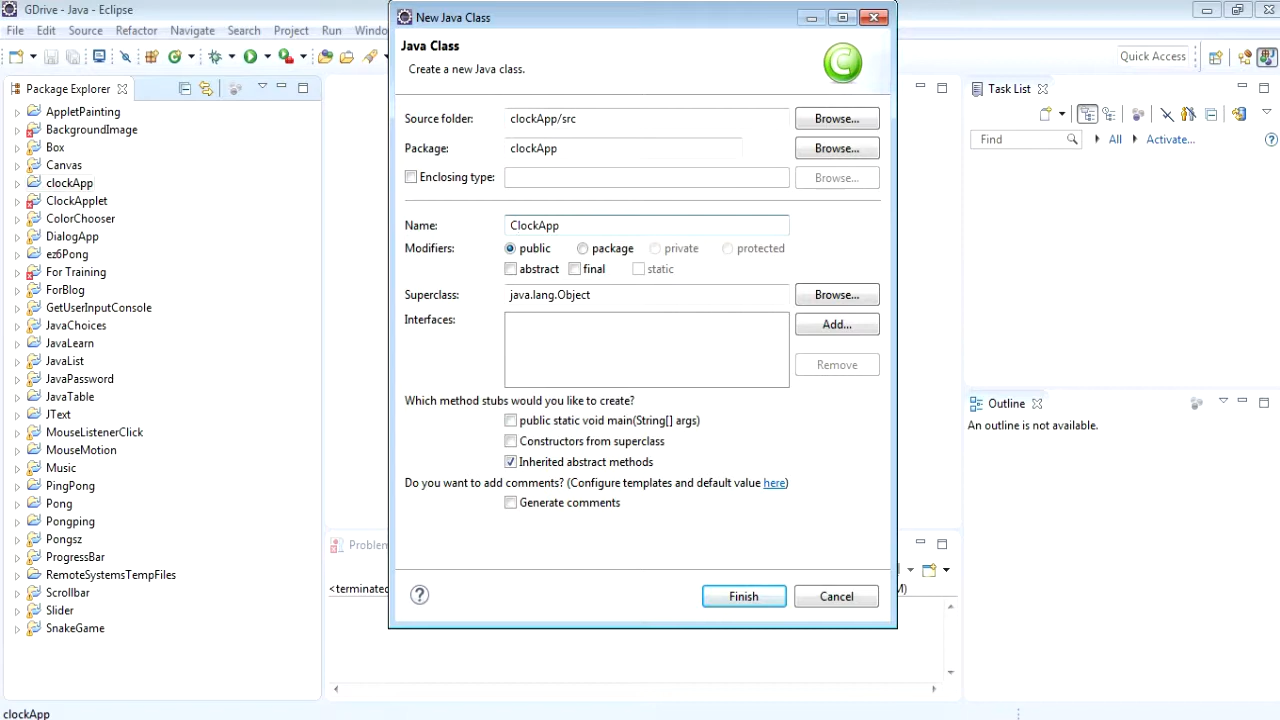 GDrive - Java - Eclipse
File Edit Source Refactor Navigate Search Project Run
Quick Access
Package Explorer
AppletPainting
BackgroundImage
Box
Canvas
clockApp
ClockApplet
ColorChooser
DialogApp
ez6Pong
For Training
ForBlog
GetUserInputConsole
JavaChoices
JavaLearn
JavaList
JavaPassword
JavaTable
JText
MouseListenerClick
MouseMotion
Music
PingPong
Pong
Pongping
Pongsz
ProgressBar
RemoteSystemsTempFiles
Scrollbar
Slider
SnakeGame
New Java Class
Java Class
Create a new Java class.
C
Source folder: clockApp/src Browse...
Package: clockApp Browse...
Enclosing type: Browse...
Name: ClockApp
Modifiers: public package private protected
abstract final static
Superclass: java.lang.Object Browse...
Interfaces: Add...
Remove
Which method stubs would you like to create?
public static void main(String[] args)
Constructors from superclass
Inherited abstract methods
Do you want to add comments? (Configure templates and default value here)
Generate comments
? Finish Cancel
Task List
Find All Activate... ?
Outline
An outline is not available.
clockApp